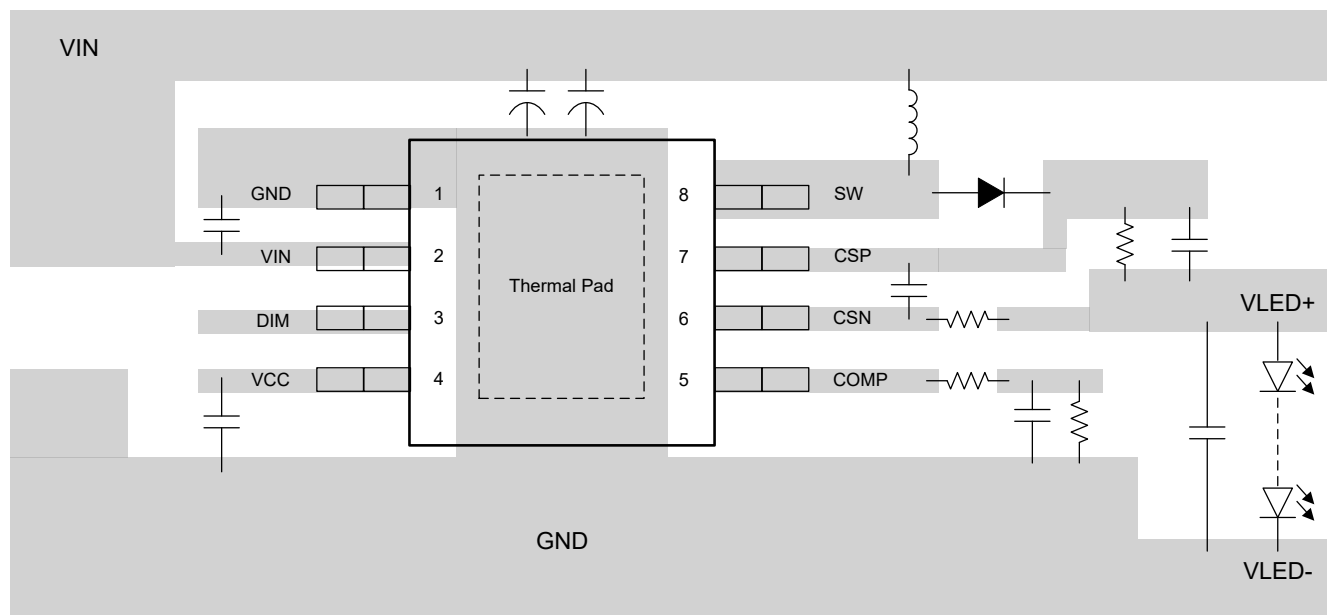 VIN
GND 1 8 SW
VIN 2 7 CSP
Thermal Pad
DIM 3 6 CSN
VLED+
VCC 4 5 COMP
GND
VLED-